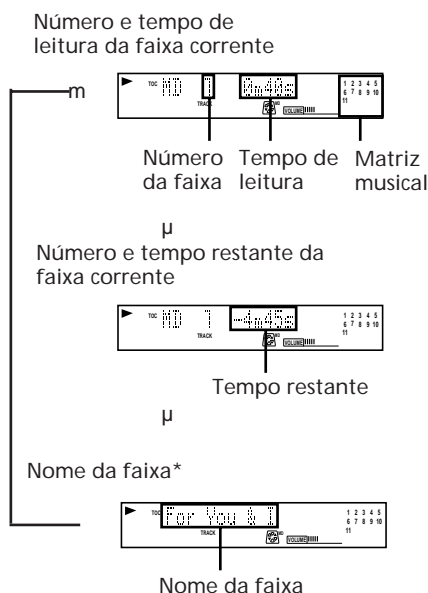 Número e tempo de
leitura da faixa corrente
m
TOC MD 1 0m40s
TRACK MD VOLUME
1 2 3 4 5
6 7 8 9 10
11
Número da faixa
Tempo de leitura
Matriz musical
µ
Número e tempo restante da
faixa corrente
TOC MD 1 -4m45s
TRACK MD VOLUME
1 2 3 4 5
6 7 8 9 10
11
Tempo restante
µ
Nome da faixa*
TOC For You & I
TRACK MD VOLUME
1 2 3 4 5
6 7 8 9 10
11
Nome da faixa